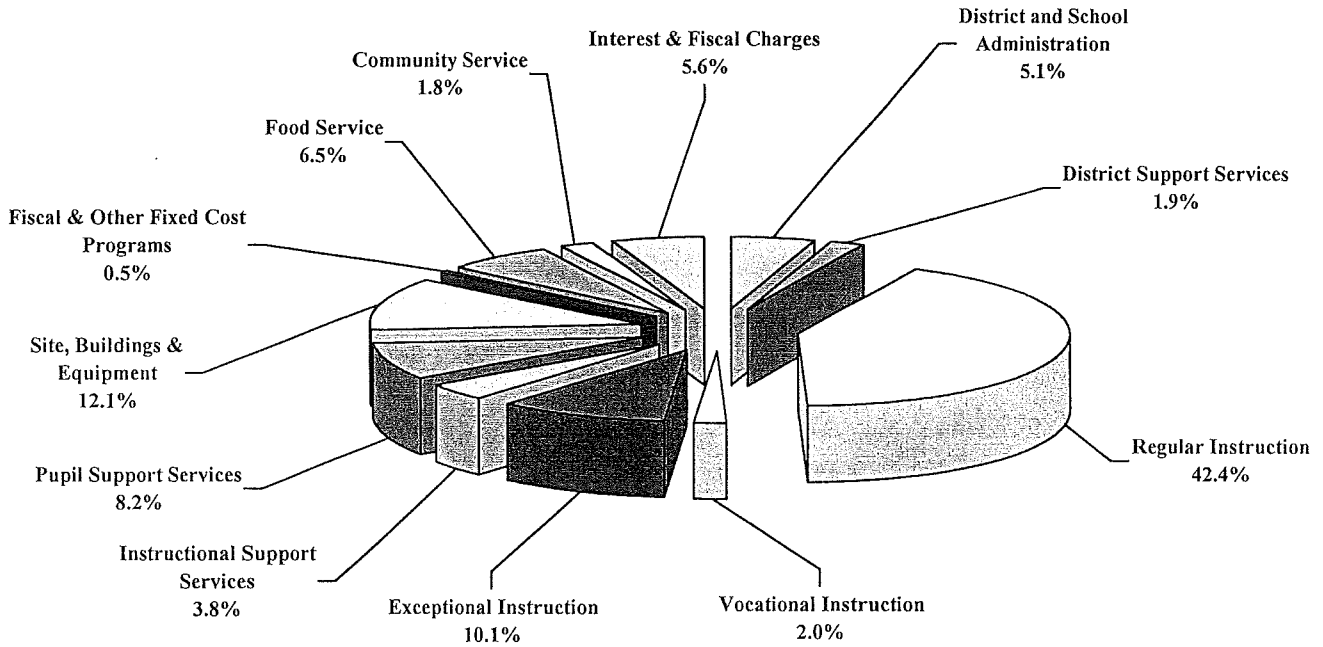 District and School
Administration
5.1%
Interest & Fiscal Charges
5.6%
Community Service
1.8%
Food Service
6.5%
District Support Services
1.9%
Fiscal & Other Fixed Cost
Programs
0.5%
Site, Buildings &
Equipment
12.1%
Regular Instruction
42.4%
Pupil Support Services
8.2%
Instructional Support
Services
3.8%
Exceptional Instruction
10.1%
Vocational Instruction
2.0%